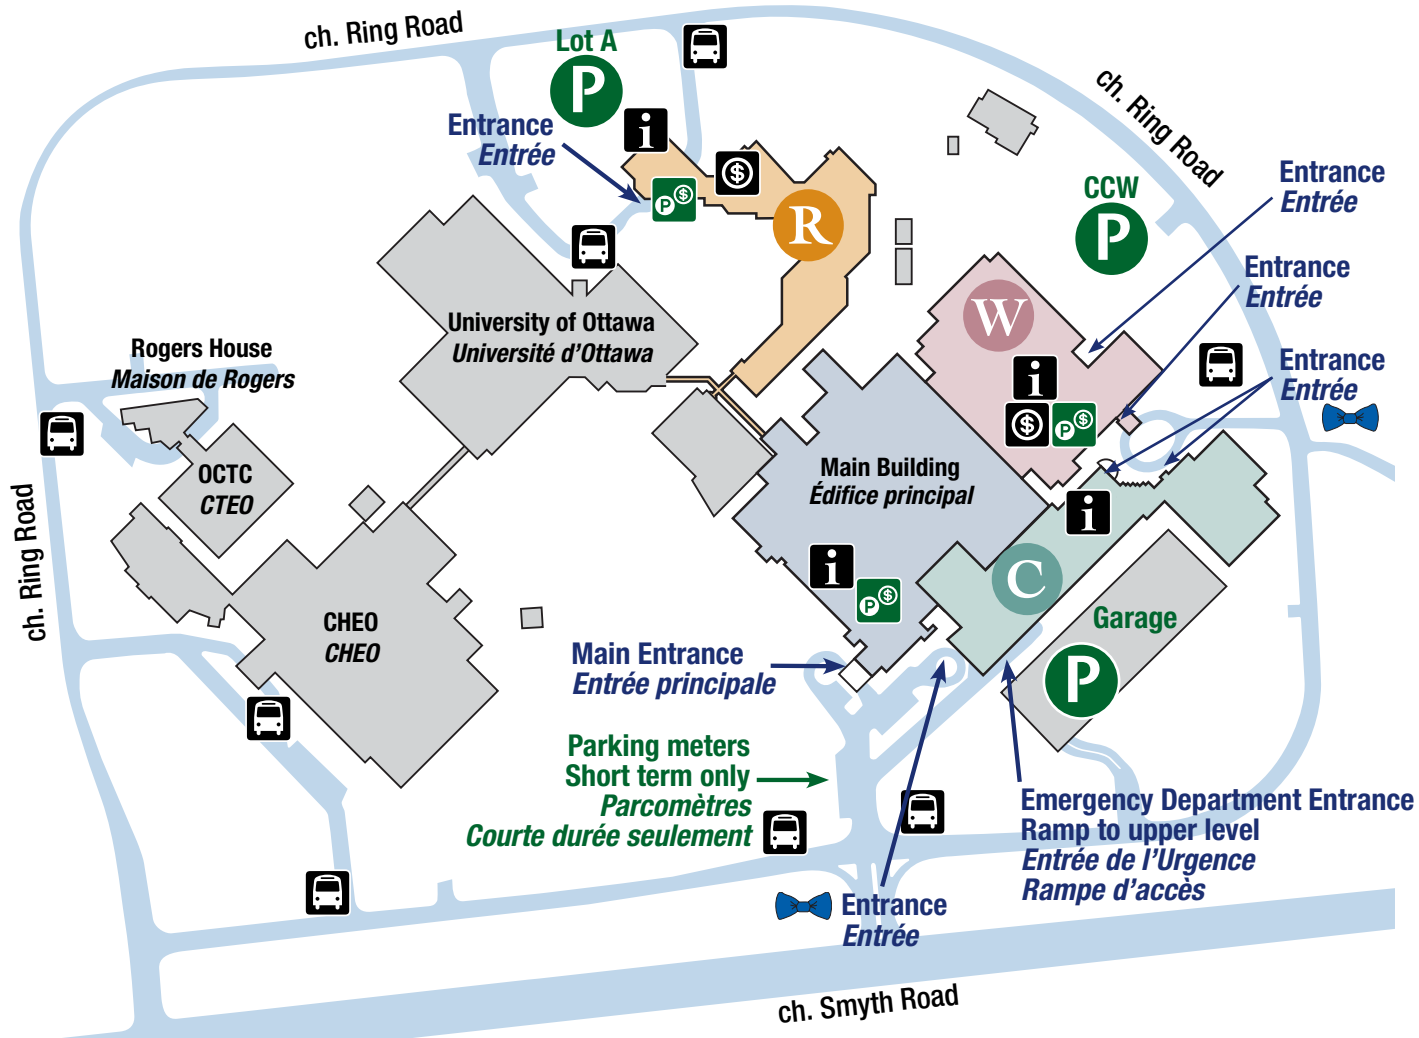 ch. Ring Road
Lot A
P
ch. Ring Road
i
Entrance
Entrée
$
P $
R
CCW
P
Entrance
Entrée
Entrance
Entrée
W
University of Ottawa
Université d'Ottawa
Rogers House
Maison de Rogers
Entrance
Entrée
i
$
P $
OCTC
CTEO
Main Building
Édifice principal
i
ch. Ring Road
i
P $
C
CHEO
CHEO
Garage
P
Main Entrance
Entrée principale
Parking meters
Short term only
Parcomètres
Courte durée seulement
Emergency Department Entrance
Ramp to upper level
Entrée de l'Urgence
Rampe d'accès
Entrance
Entrée
ch. Smyth Road